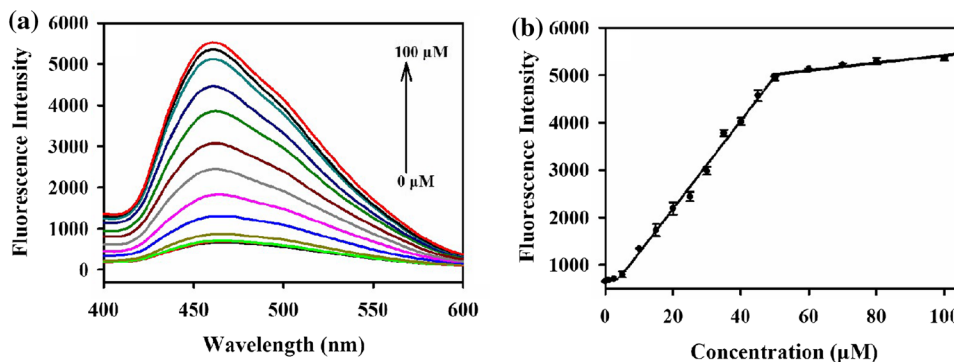 (a)
6000
5000
4000
3000
2000
1000
0
Fluorescence Intensity
100 µM
0 µM
400 450 500 550 600
Wavelength (nm)
(b)
6000
5000
4000
3000
2000
1000
Fluorescence Intensity
0 20 40 60 80 100
Concentration (µM)